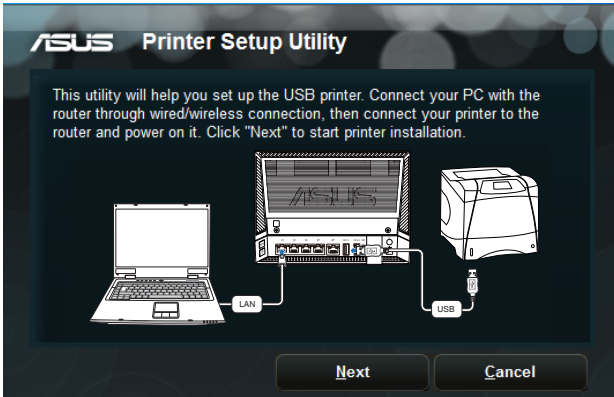 ASUS Printer Setup Utility
This utility will help you set up the USB printer. Connect your PC with the
router through wired/wireless connection, then connect your printer to the
router and power on it. Click "Next" to start printer installation.
ASUS
LAN
USB
Next
Cancel